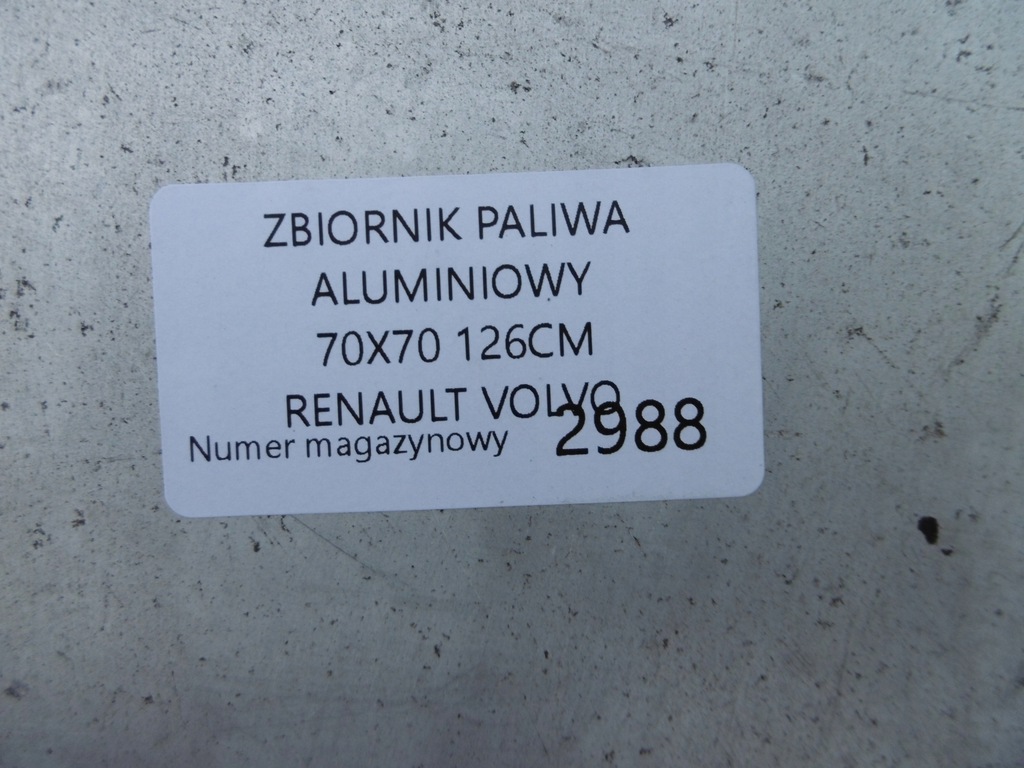 ZBIORNIK PALIWA
ALUMINIOWY
70X70 126CM
RENAULT VOLVO
Numer magazynowy 2988